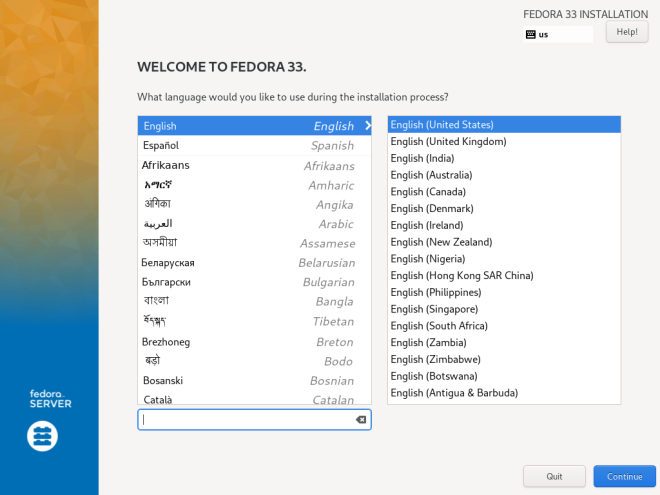 FEDORA 33 INSTALLATION
us
Help!
WELCOME TO FEDORA 33.
What language would you like to use during the installation process?
English English
Español Spanish
Afrikaans Afrikaans
አማርኛ Amharic
अंगिका Angika
العربية Arabic
অসমীয়া Assamese
Беларуская Belarusian
Български Bulgarian
বাংলা Bangla
བོད་སྐད་ Tibetan
Brezhoneg Breton
बड़ो Bodo
Bosanski Bosnian
Català Catalan
English (United States)
English (United Kingdom)
English (India)
English (Australia)
English (Canada)
English (Denmark)
English (Ireland)
English (New Zealand)
English (Nigeria)
English (Hong Kong SAR China)
English (Philippines)
English (Singapore)
English (South Africa)
English (Zambia)
English (Zimbabwe)
English (Botswana)
English (Antigua & Barbuda)
fedora
SERVER
Quit
Continue